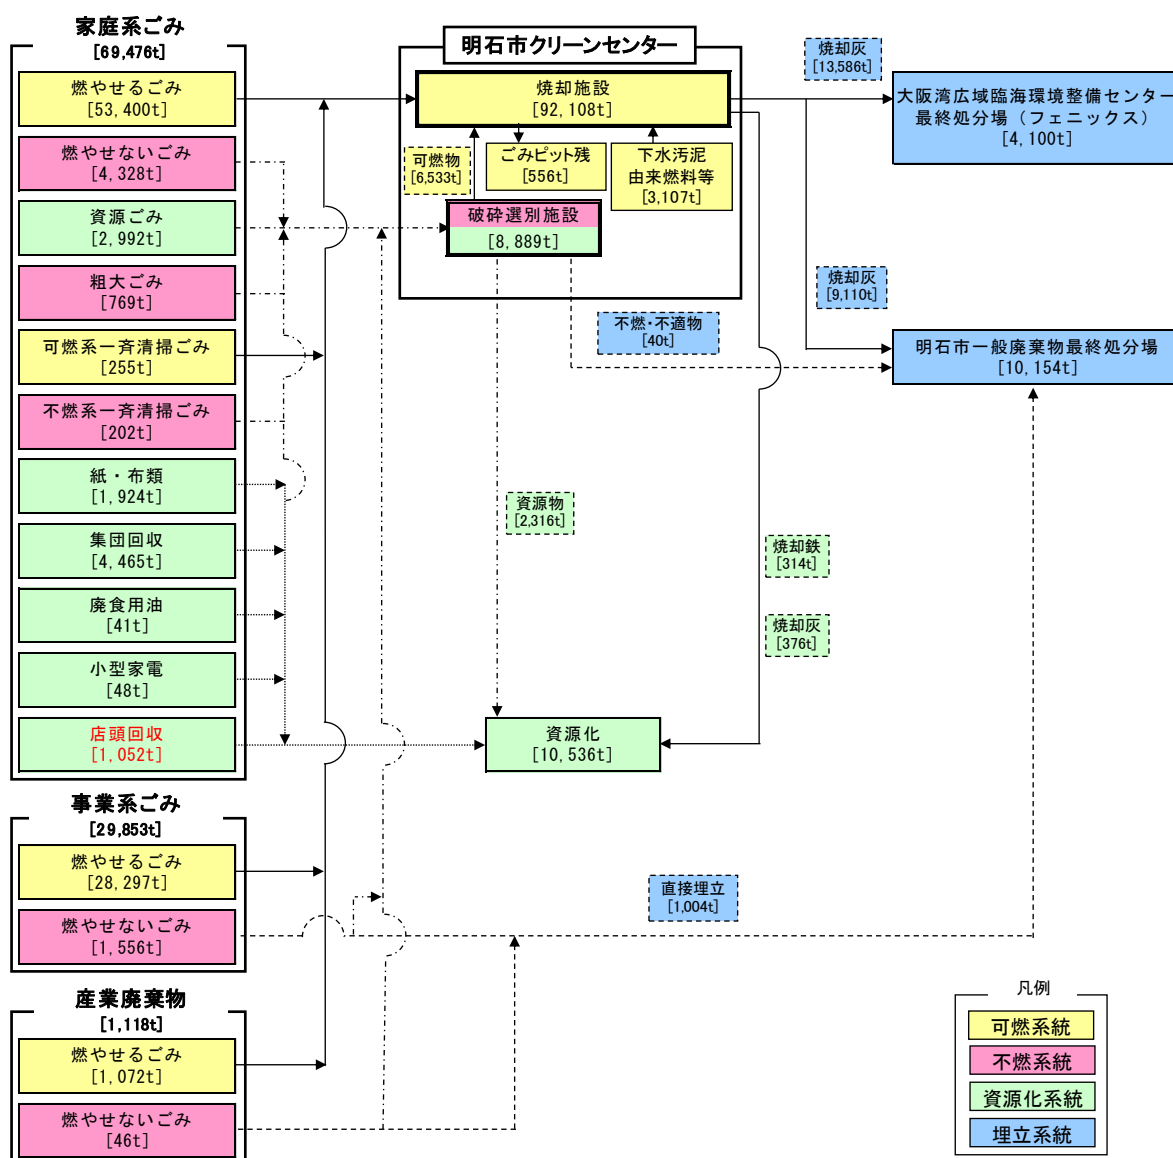 家庭系ごみ
[69,476t]
燃やせるごみ
[53,400t]
燃やせないごみ
[4,328t]
資源ごみ
[2,992t]
粗大ごみ
[769t]
可燃系一斉清掃ごみ
[255t]
不燃系一斉清掃ごみ
[202t]
紙・布類
[1,924t]
集団回収
[4,465t]
廃食用油
[41t]
小型家電
[48t]
店頭回収
[1,052t]
事業系ごみ
[29,853t]
燃やせるごみ
[28,297t]
燃やせないごみ
[1,556t]
産業廃棄物
[1,118t]
燃やせるごみ
[1,072t]
燃やせないごみ
[46t]
明石市クリーンセンター
焼却施設
[92,108t]
可燃物
[6,533t]
ごみピット残
[556t]
下水汚泥
由来燃料等
[3,107t]
破砕選別施設
[8,889t]
不燃・不適物
[40t]
資源物
[2,316t]
焼却鉄
[314t]
焼却灰
[376t]
資源化
[10,536t]
直接埋立
[1,004t]
焼却灰
[13,586t]
大阪湾広域臨海環境整備センター
最終処分場（フェニックス）
[4,100t]
焼却灰
[9,110t]
明石市一般廃棄物最終処分場
[10,154t]
凡例
可燃系統
不燃系統
資源化系統
埋立系統